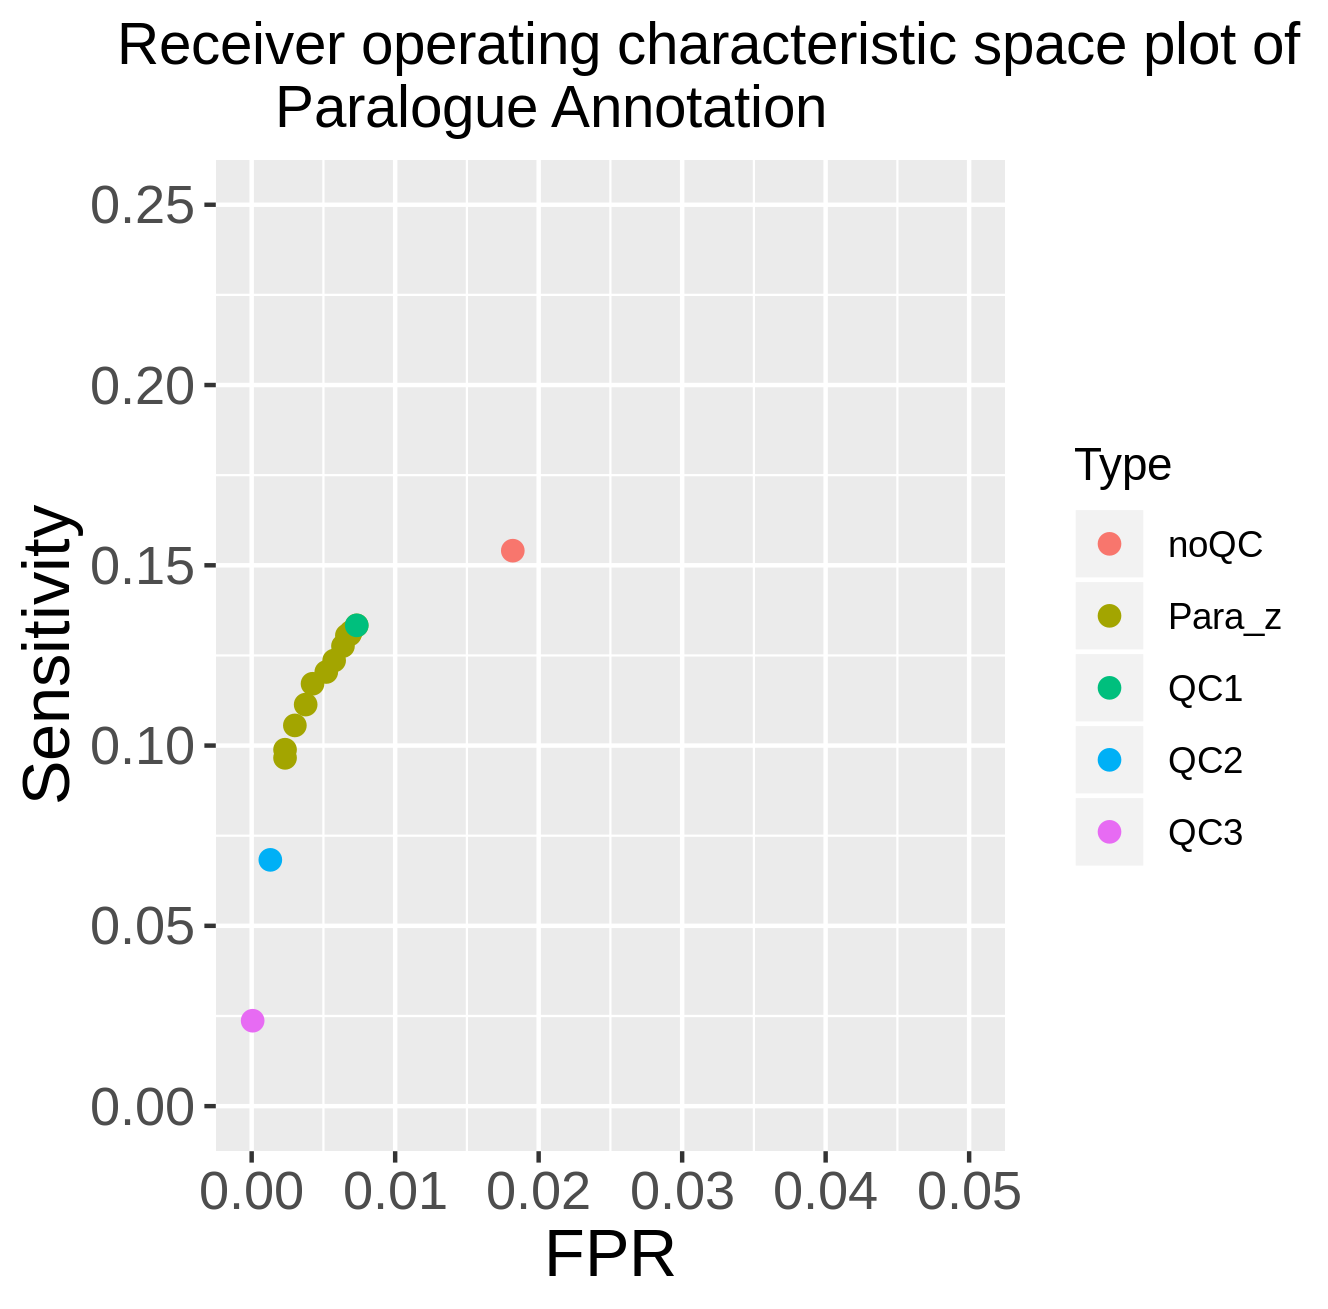 Receiver operating characteristic space plot of
Paralogue Annotation
Sensitivity
0.25
0.20
0.15
0.10
0.05
0.00
0.00 0.01 0.02 0.03 0.04 0.05
FPR
Type
noQC
Para_z
QC1
QC2
QC3